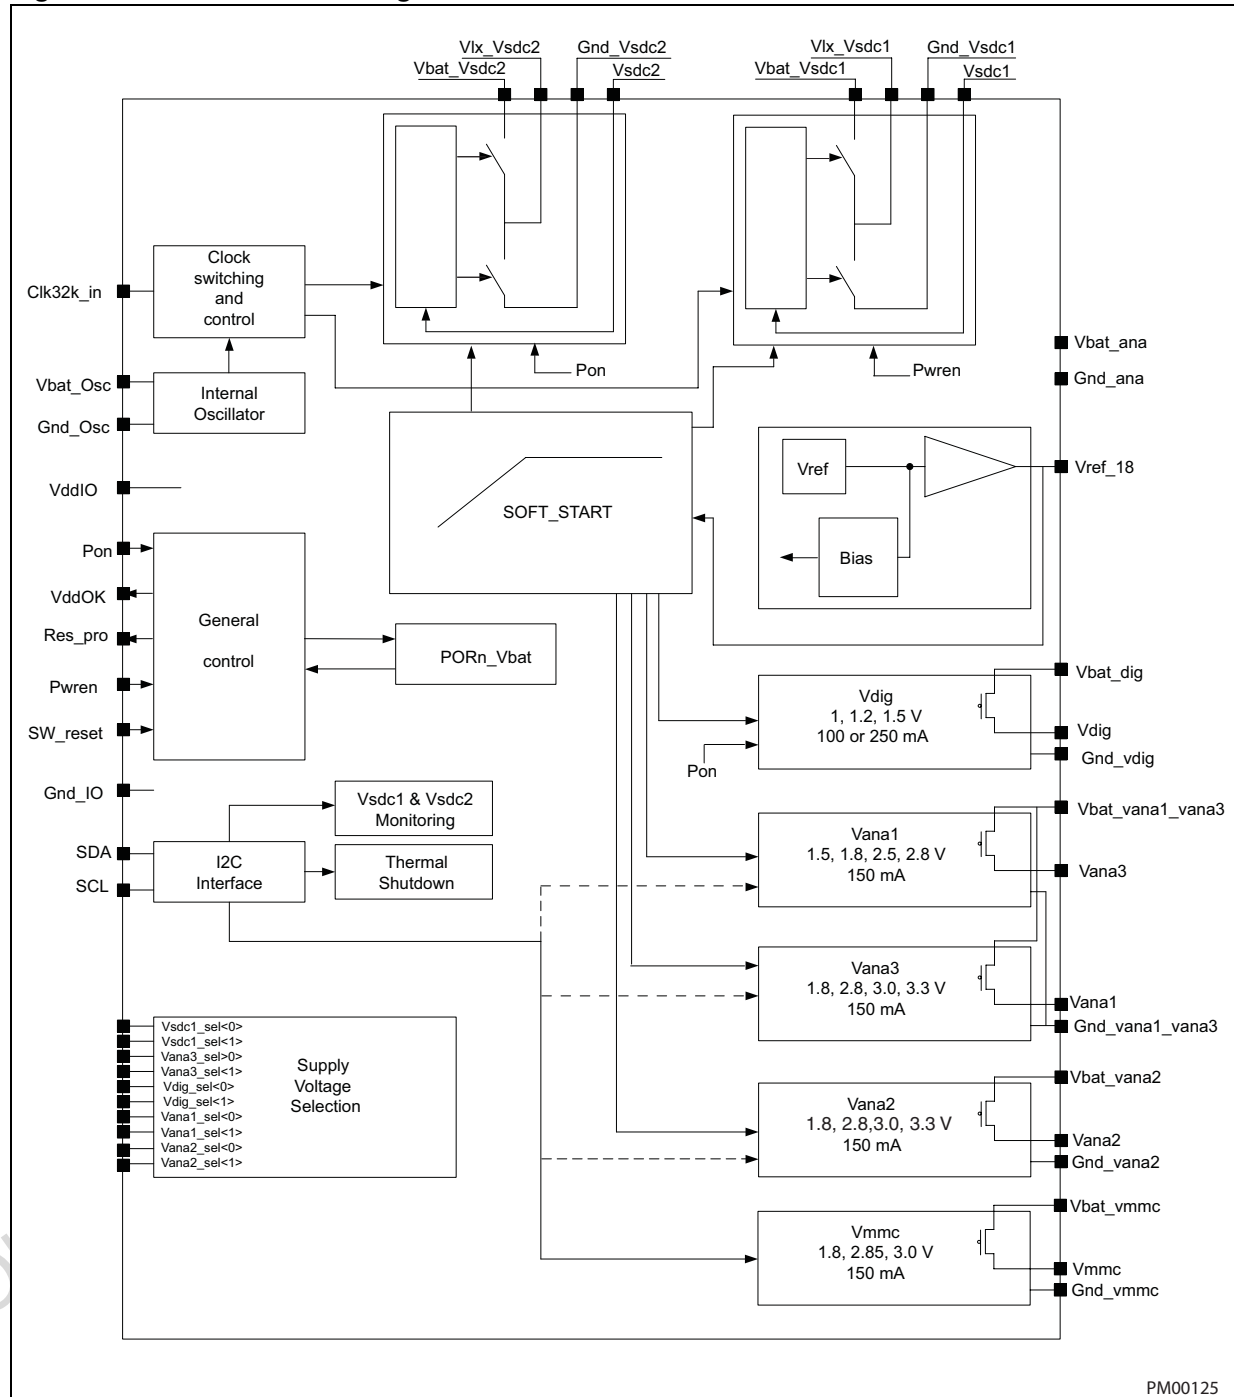 Vlx_Vsdc2
Gnd_Vsdc2
Vbat_Vsdc2
Vsdc2
Vlx_Vsdc1
Gnd_Vsdc1
Vbat_Vsdc1
Vsdc1
Clock
switching
and
control
Clk32k_in
Vbat_Osc
Internal
Oscillator
Gnd_Osc
Pon
Pwren
Vbat_ana
Gnd_ana
VddIO
SOFT_START
Vref
Bias
Vref_18
Pon
VddOK
Res_pro
Pwren
SW_reset
General
control
PORn_Vbat
Gnd_IO
SDA
SCL
I2C
Interface
Vsdc1 & Vsdc2
Monitoring
Thermal
Shutdown
Vdig
1, 1.2, 1.5 V
100 or 250 mA
Pon
Vbat_dig
Vdig
Gnd_vdig
Vana1
1.5, 1.8, 2.5, 2.8 V
150 mA
Vbat_vana1_vana3
Vana3
Vana3
1.8, 2.8, 3.0, 3.3 V
150 mA
Vana1
Gnd_vana1_vana3
Vsdc1_sel<0>
Vsdc1_sel<1>
Vana3_sel>0>
Vana3_sel<1>
Vdig_sel<0>
Vdig_sel<1>
Vana1_sel<0>
Vana1_sel<1>
Vana2_sel<0>
Vana2_sel<1>
Supply
Voltage
Selection
Vana2
1.8, 2.8,3.0, 3.3 V
150 mA
Vbat_vana2
Vana2
Gnd_vana2
Vmmc
1.8, 2.85, 3.0 V
150 mA
Vbat_vmmc
Vmmc
Gnd_vmmc
PM00125